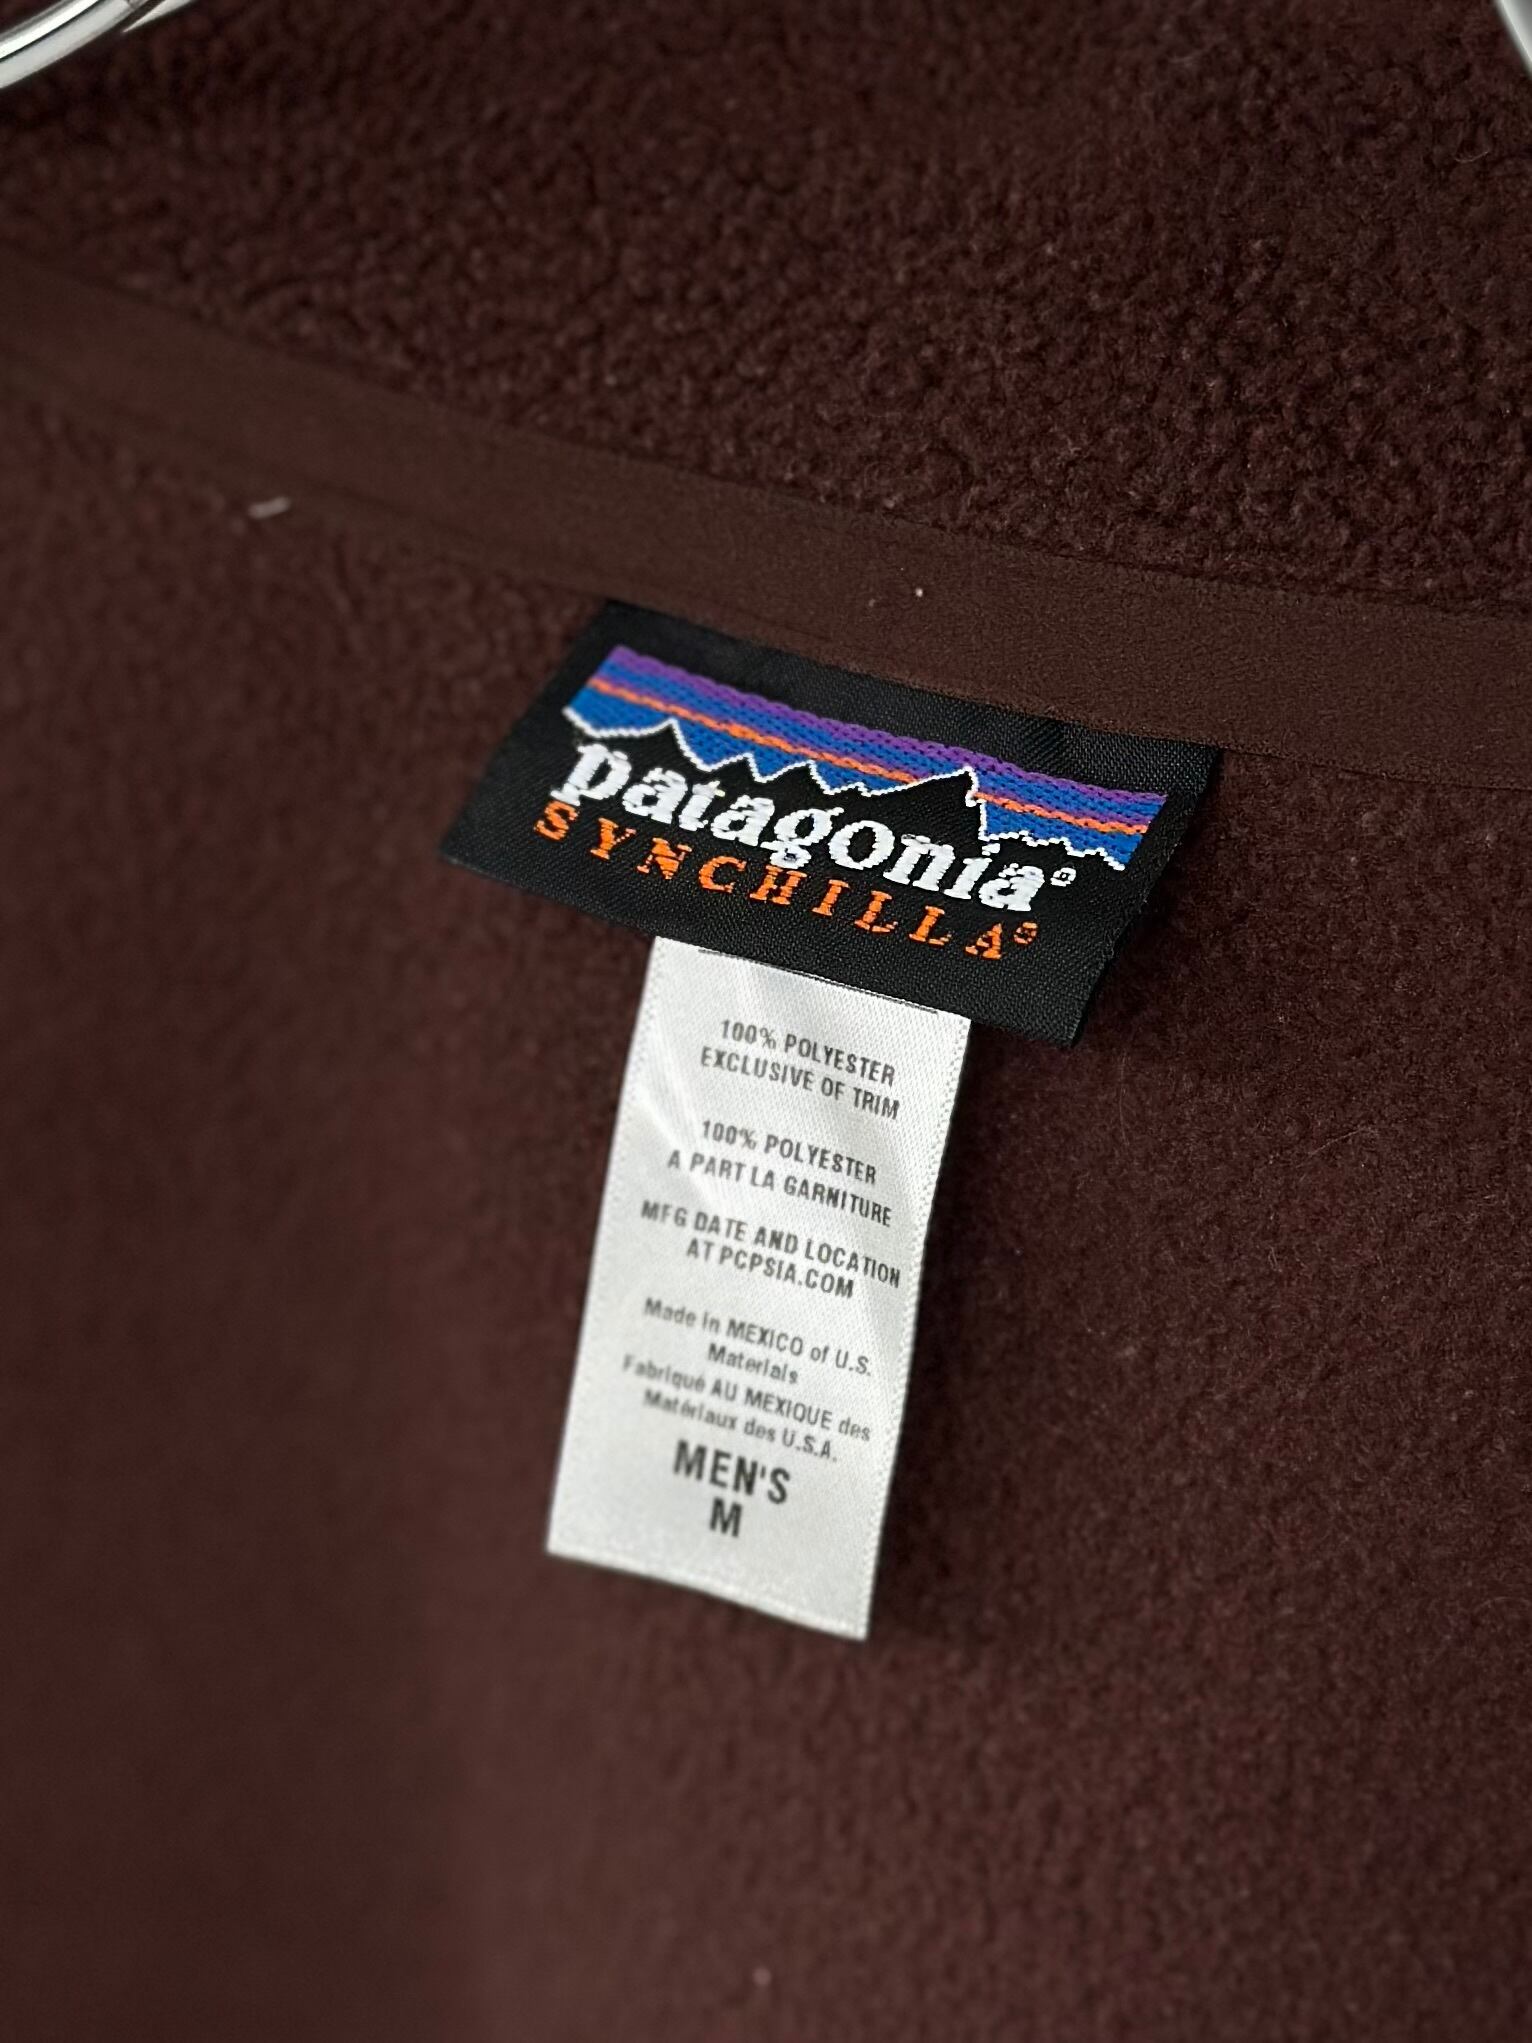 patagonia®
SYNCHILLA®
100% POLYESTER
EXCLUSIVE OF TRIM
100% POLYESTER
A PART LA GARNITURE
MFG DATE AND LOCATION
AT PCPSIA.COM
Made in MEXICO of U.S.
Materials
Fabriqué AU MEXIQUE des
Matériaux des U.S.A.
MEN'S
M